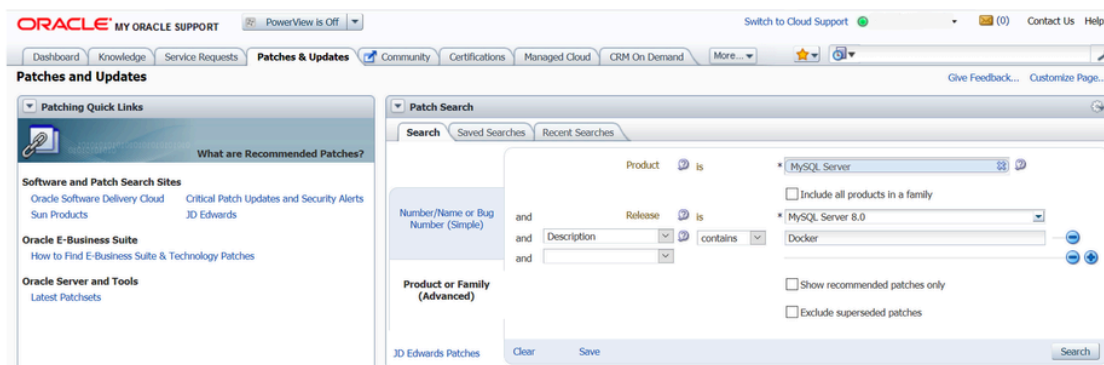 ORACLE MY ORACLE SUPPORT PowerView is Off Switch to Cloud Support (0) Contact Us Help
Dashboard Knowledge Service Requests Patches & Updates Community Certifications Managed Cloud CRM On Demand More...
Patches and Updates Give Feedback... Customize Page...
Patching Quick Links
What are Recommended Patches?
Software and Patch Search Sites
Oracle Software Delivery Cloud Critical Patch Updates and Security Alerts
Sun Products JD Edwards
Oracle E-Business Suite
How to Find E-Business Suite & Technology Patches
Oracle Server and Tools
Latest Patchsets
Patch Search
Search Saved Searches Recent Searches
Number/Name or Bug
Number (Simple)
Product or Family
(Advanced)
JD Edwards Patches
Product is * MySQL Server
Include all products in a family
and Release is * MySQL Server 8.0
and Description contains Docker
and
Show recommended patches only
Exclude superseded patches
Clear Save Search